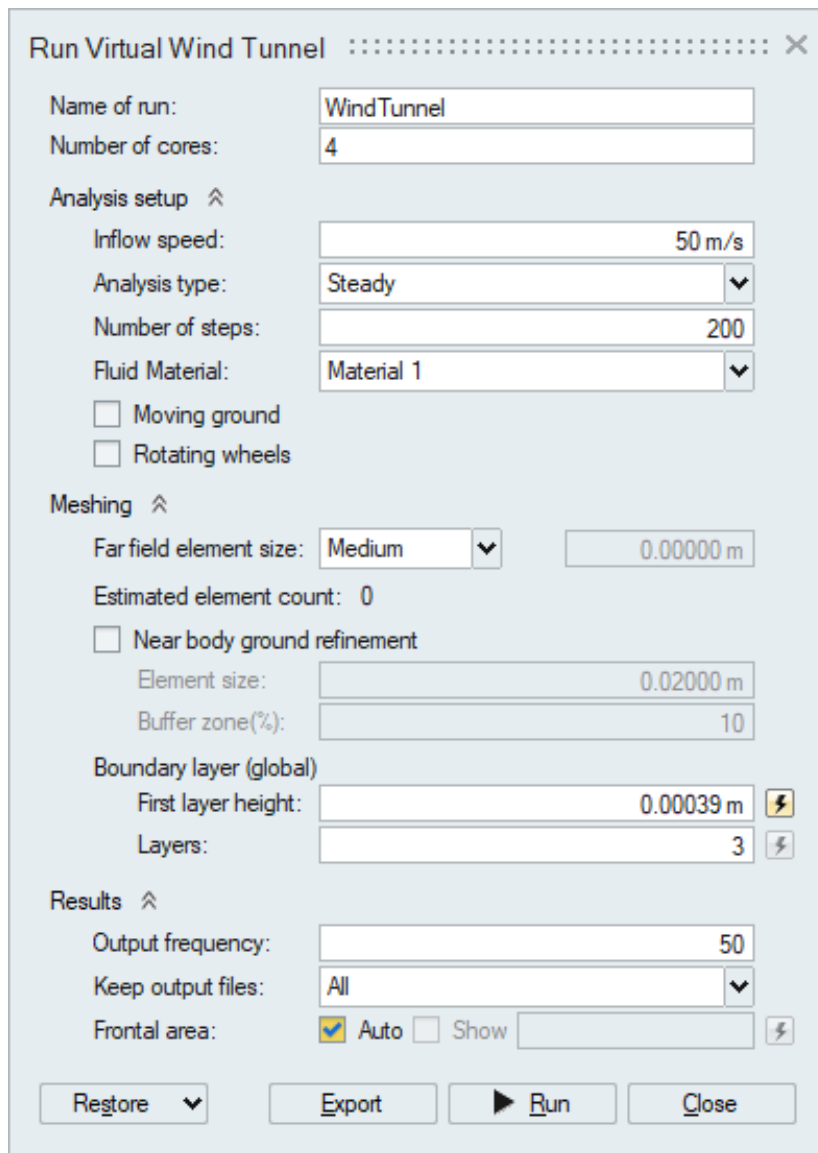 Run Virtual Wind Tunnel
Name of run: WindTunnel
Number of cores: 4
Analysis setup
Inflow speed: 50 m/s
Analysis type: Steady
Number of steps: 200
Fluid Material: Material 1
Moving ground
Rotating wheels
Meshing
Far field element size: Medium 0.00000 m
Estimated element count: 0
Near body ground refinement
Element size: 0.02000 m
Buffer zone(%): 10
Boundary layer (global)
First layer height: 0.00039 m
Layers: 3
Results
Output frequency: 50
Keep output files: All
Frontal area: Auto Show
Restore Export Run Close